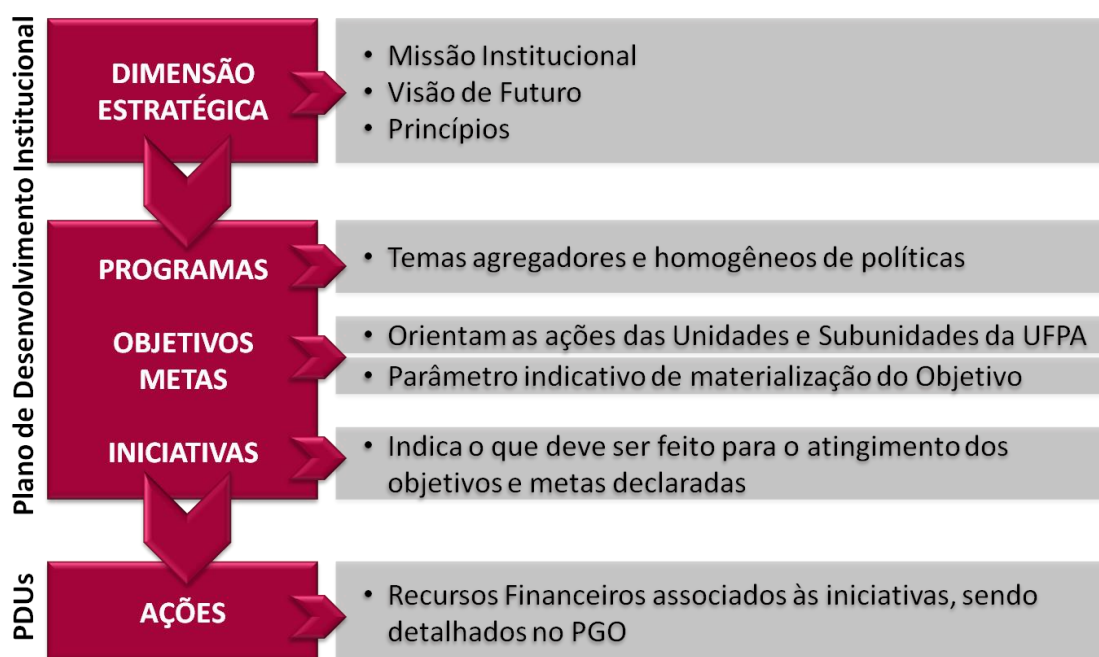 Plano de Desenvolvimento Institucional
DIMENSÃO
ESTRATÉGICA
• Missão Institucional
• Visão de Futuro
• Princípios
PROGRAMAS
• Temas agregadores e homogêneos de políticas
OBJETIVOS
METAS
• Orientam as ações das Unidades e Subunidades da UFPA
• Parâmetro indicativo de materialização do Objetivo
INICIATIVAS
• Indica o que deve ser feito para o atingimento dos
objetivos e metas declaradas
PDUs
AÇÕES
• Recursos Financeiros associados às iniciativas, sendo
detalhados no PGO